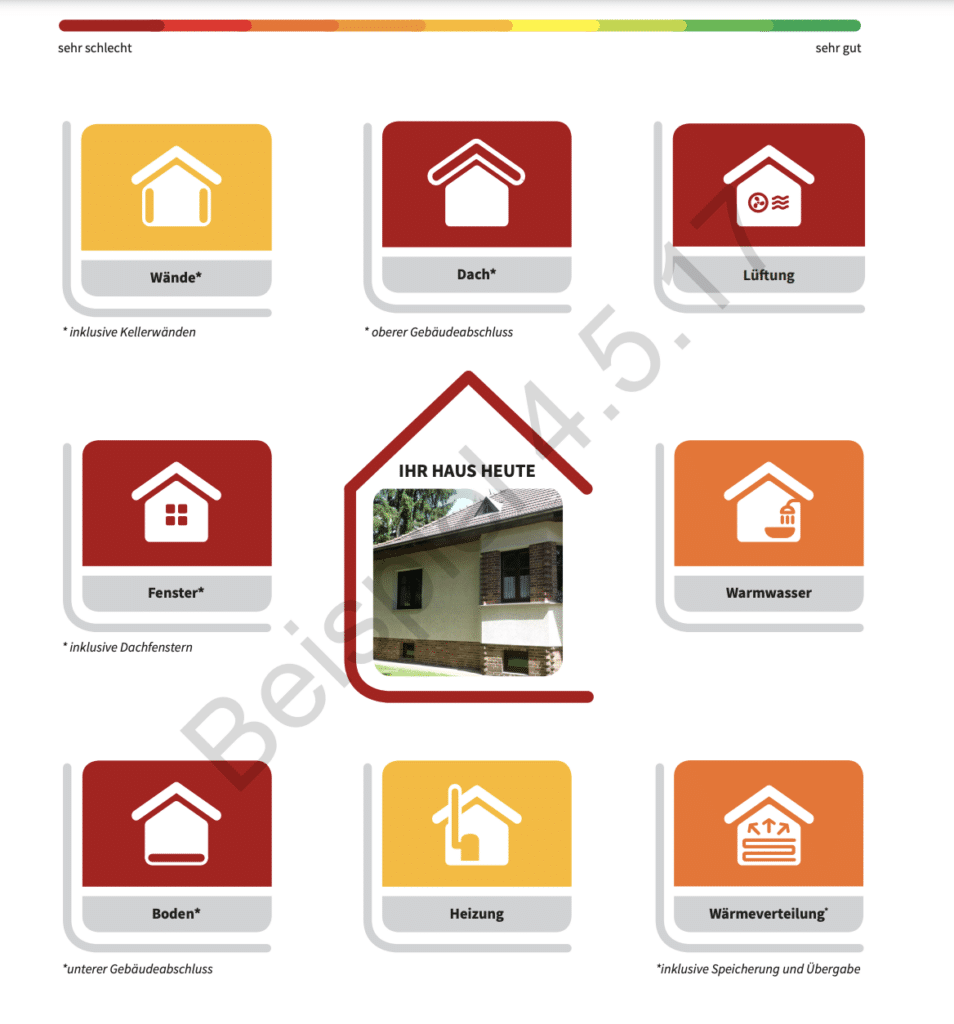 sehr schlecht
sehr gut
Wände*
Dach*
Lüftung
* inklusive Kellerwänden
* oberer Gebäudeabschluss
IHR HAUS HEUTE
Fenster*
Warmwasser
* inklusive Dachfenstern
Boden*
Heizung
Wärmeverteilung*
*unterer Gebäudeabschluss
*inklusive Speicherung und Übergabe
Beispiel 4.5.17